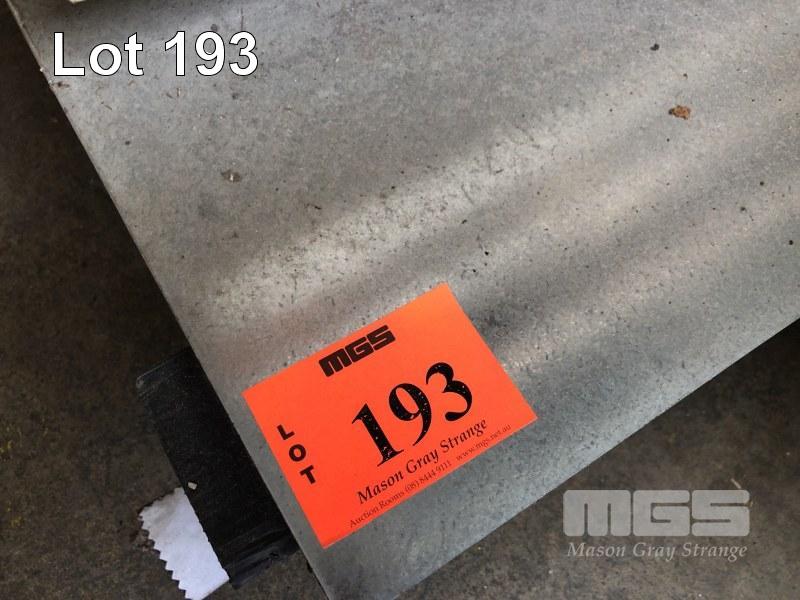 Lot 193
MGS
LOT
193
Mason Gray Strange
Auction Rooms (08) 8444 9111 www.mgs.net.au
MGS
Mason Gray Strange